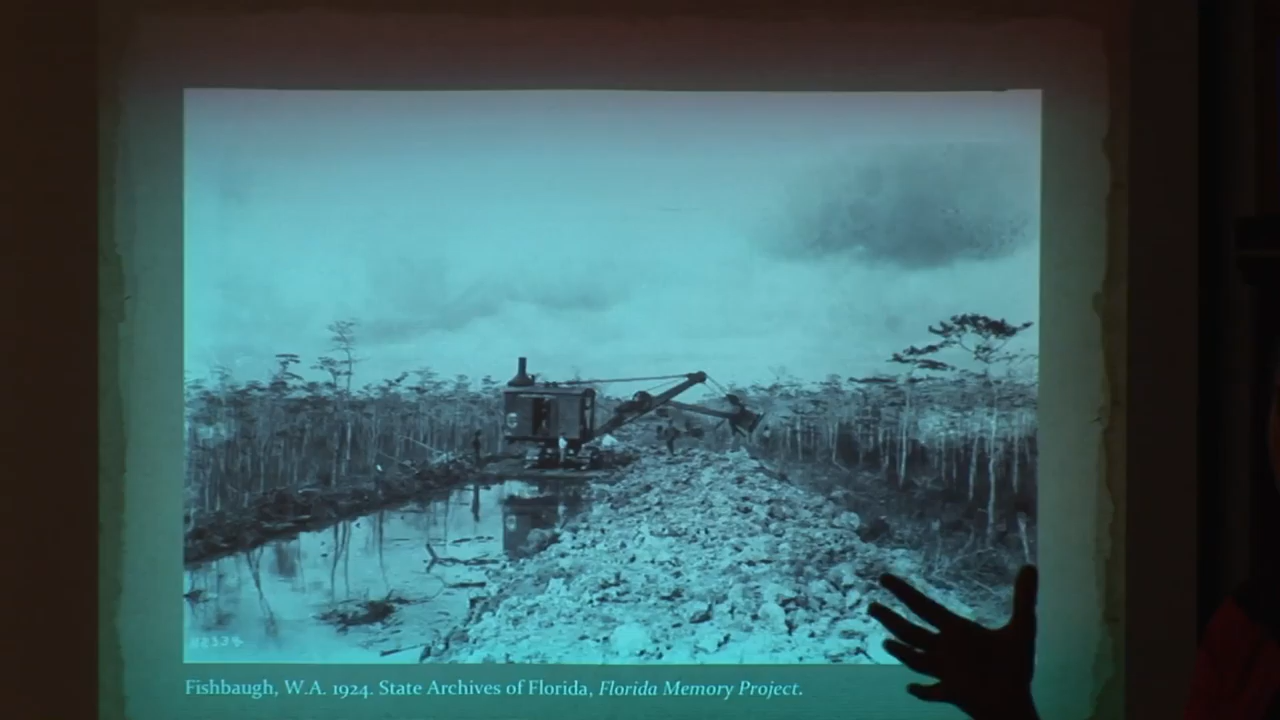 Fishbaugh, W.A. 1924. State Archives of Florida, Florida Memory Project.